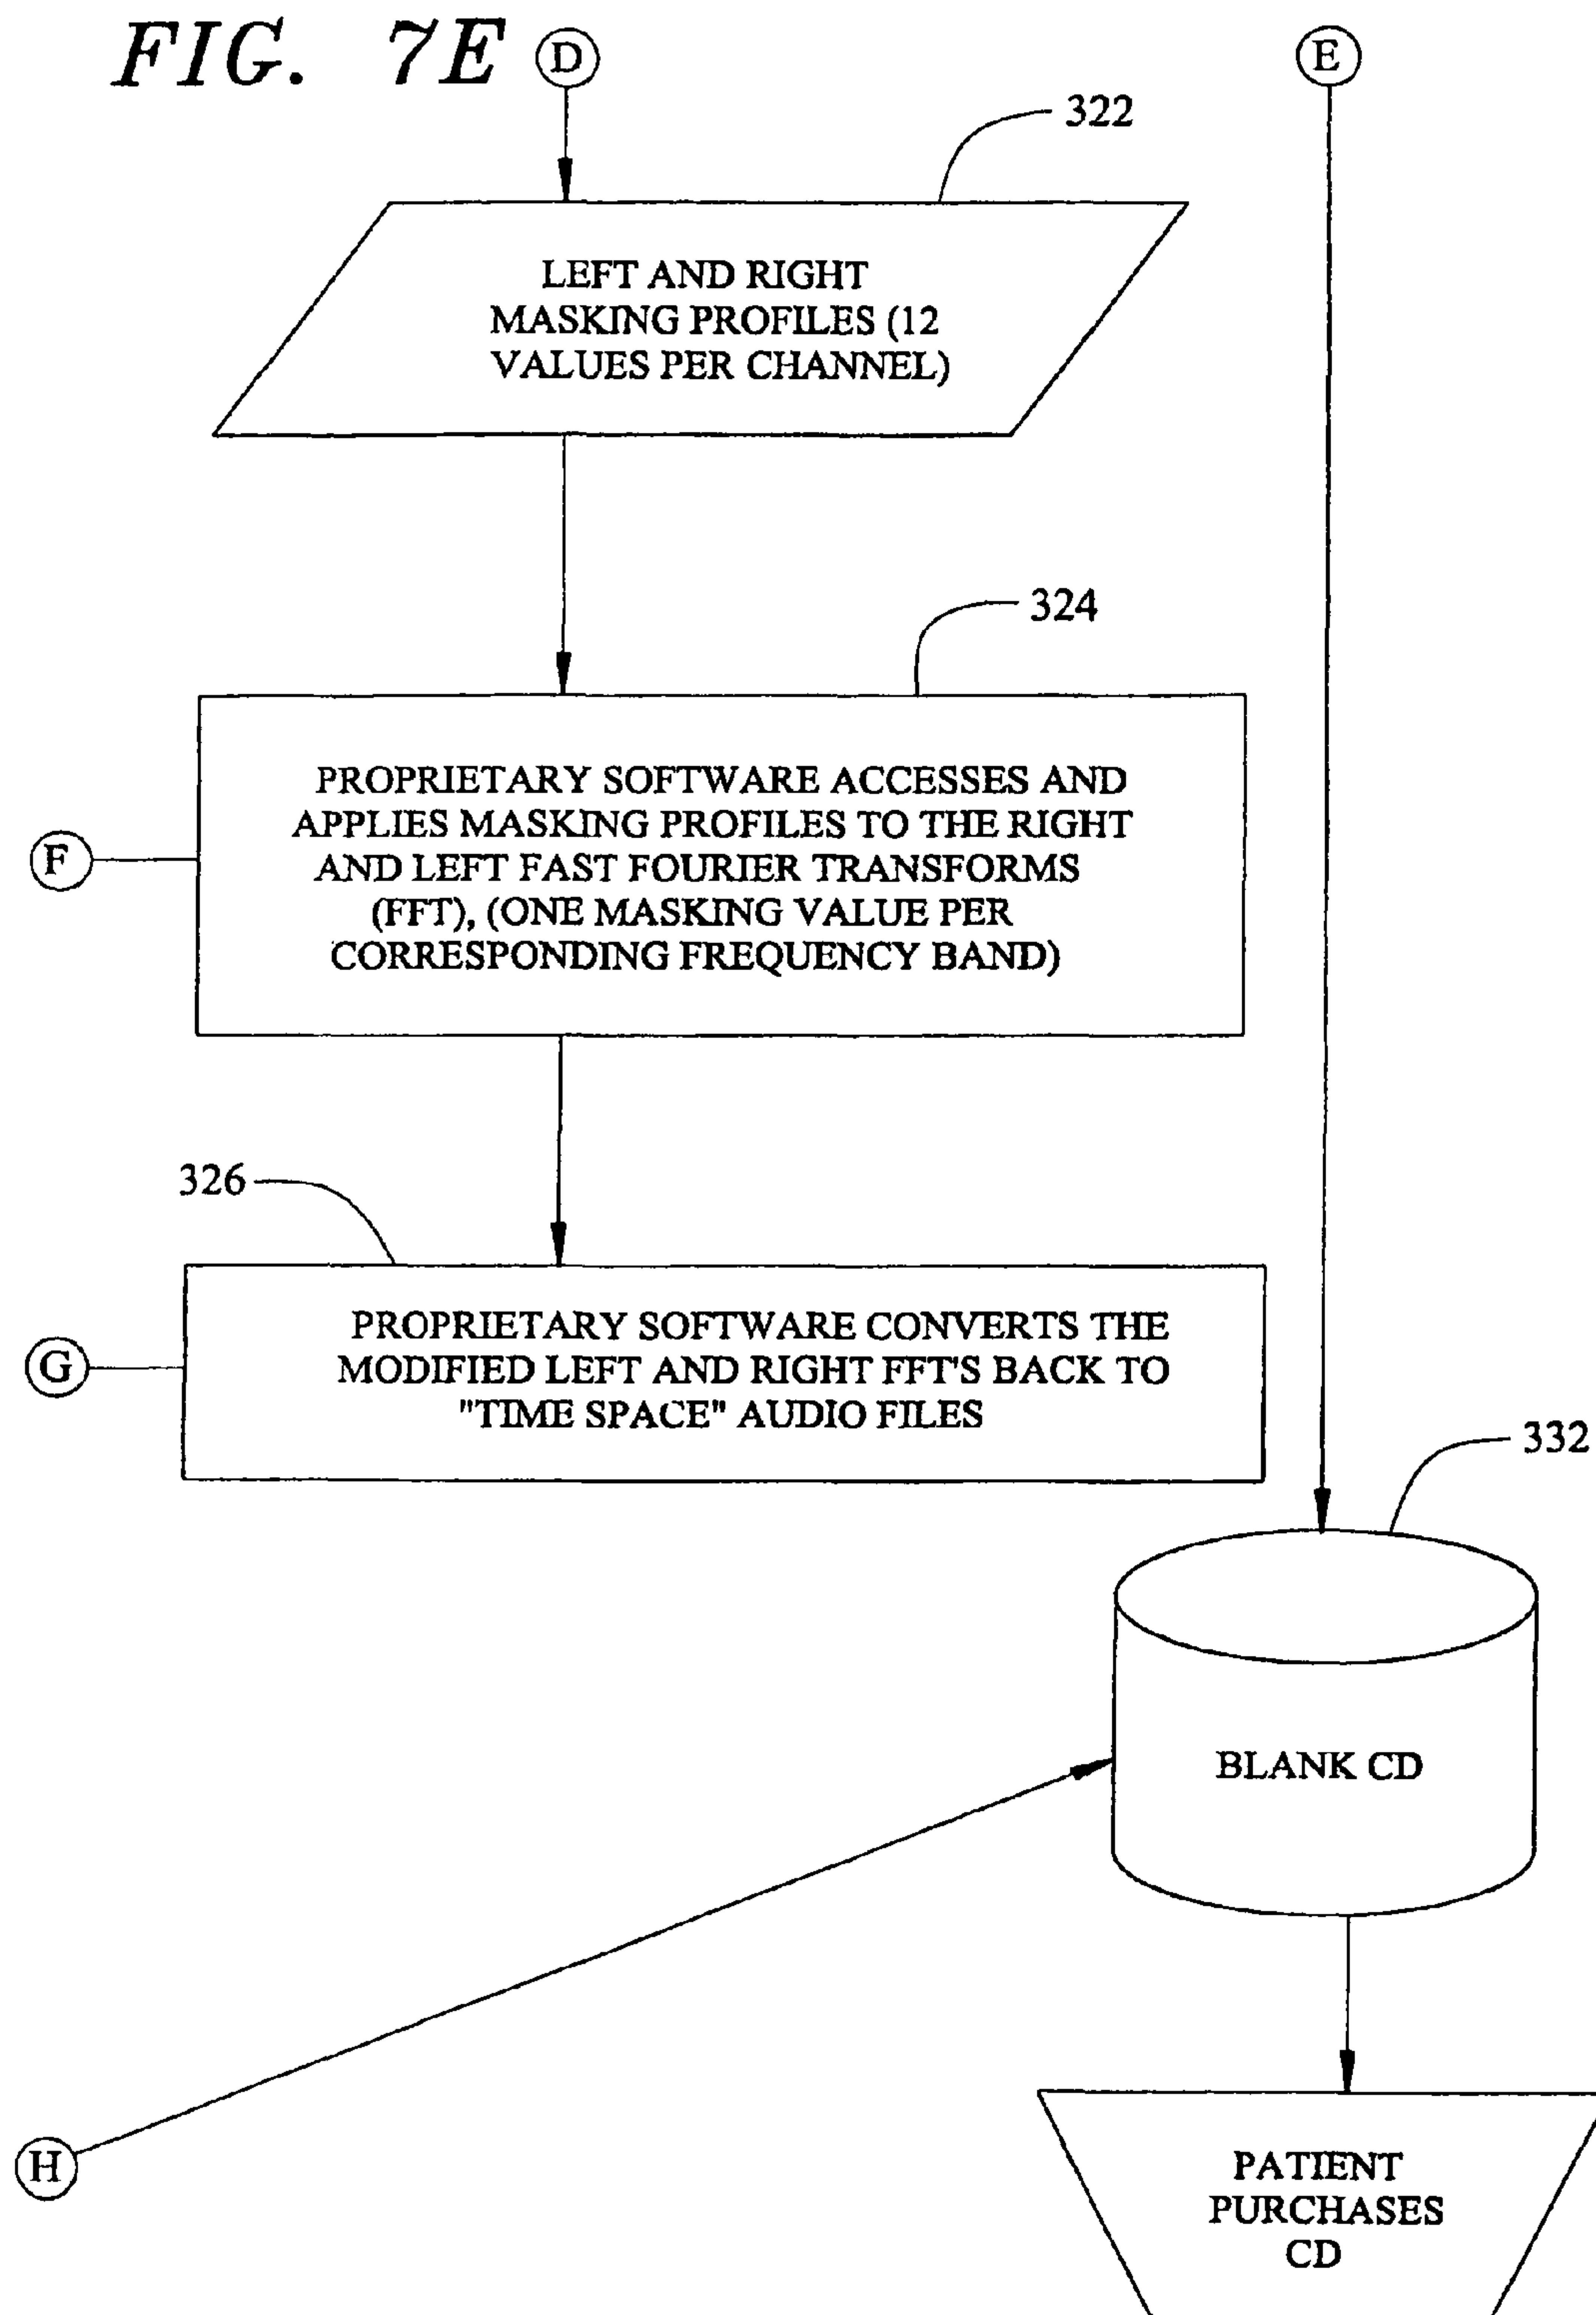 FIG. 7E
D
E
322
LEFT AND RIGHT
MASKING PROFILES (12
VALUES PER CHANNEL)
324
PROPRIETARY SOFTWARE ACCESSES AND
APPLIES MASKING PROFILES TO THE RIGHT
AND LEFT FAST FOURIER TRANSFORMS
(FFT), (ONE MASKING VALUE PER
CORRESPONDING FREQUENCY BAND)
F
326
PROPRIETARY SOFTWARE CONVERTS THE
MODIFIED LEFT AND RIGHT FFT'S BACK TO
"TIME SPACE" AUDIO FILES
G
332
BLANK CD
H
PATIENT
PURCHASES
CD